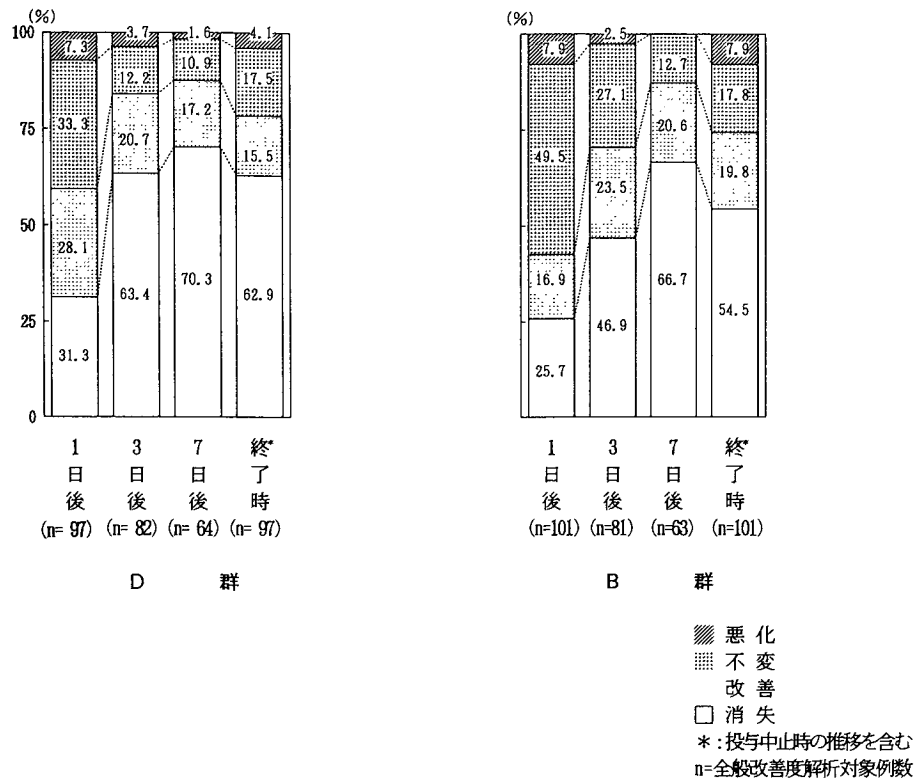 (%)
100
75
50
25
0
7.3
33.3
28.1
31.3
3.7
12.2
20.7
63.4
1.6
10.9
17.2
70.3
4.1
17.5
15.5
62.9
1日後
(n= 97)
3日後
(n= 82)
7日後
(n= 64)
終*了時
(n= 97)
D 群
(%)
7.9
49.5
16.9
25.7
2.5
27.1
23.5
46.9
12.7
20.6
66.7
7.9
17.8
19.8
54.5
1日後
(n=101)
3日後
(n=81)
7日後
(n=63)
終*了時
(n=101)
B 群
悪化
不変
改善
消失
*:投与中止時の推移を含む
n=全般改善度解析対象例数